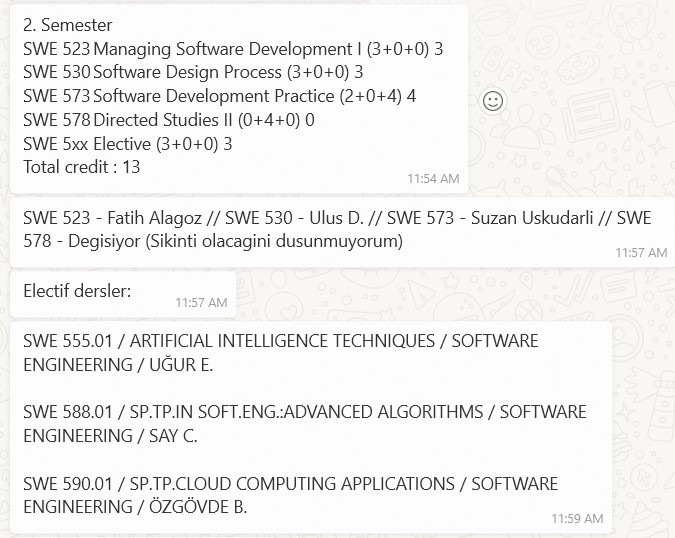 2. Semester
SWE 523 Managing Software Development I (3+0+0) 3
SWE 530 Software Design Process (3+0+0) 3
SWE 573 Software Development Practice (2+0+4) 4
SWE 578 Directed Studies II (0+4+0) 0
SWE 5xx Elective (3+0+0) 3
Total credit : 13
11:54 AM
SWE 523 - Fatih Alagoz // SWE 530 - Ulus D. // SWE 573 - Suzan Uskudarli // SWE
578 - Degisiyor (Sikinti olacagini dusunmuyorum)
11:57 AM
Electif dersler:
11:57 AM
SWE 555.01 / ARTIFICIAL INTELLIGENCE TECHNIQUES / SOFTWARE
ENGINEERING / UĞUR E.
SWE 588.01 / SP.TP.IN SOFT.ENG.:ADVANCED ALGORITHMS / SOFTWARE
ENGINEERING / SAY C.
SWE 590.01 / SP.TP.CLOUD COMPUTING APPLICATIONS / SOFTWARE
ENGINEERING / ÖZGÖVDE B.
11:59 AM